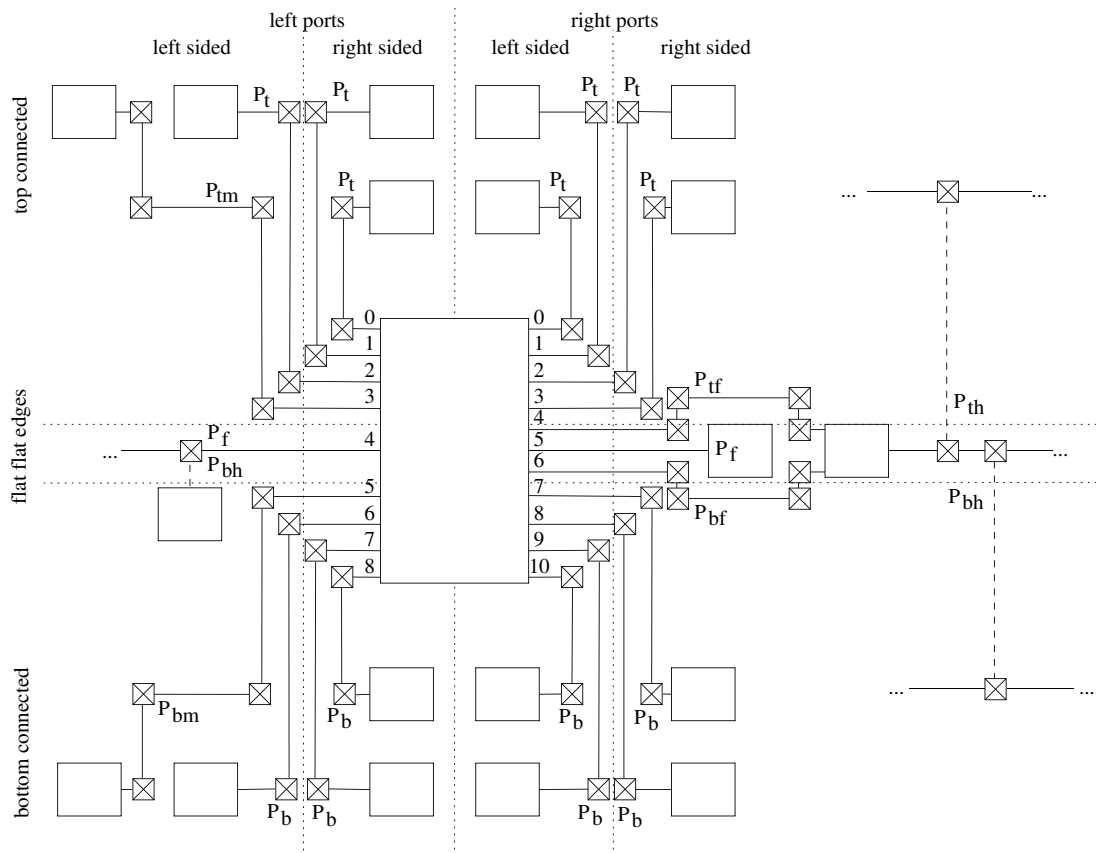 left ports
right ports
left sided
right sided
left sided
right sided
P_t
P_t
P_t
P_t
top connected
P_tm
P_t
P_t
P_t
...
...
0
0
1
1
2
2
3
3
P_tf
P_th
4
flat flat edges
...
P_f
4
5
P_f
...
P_bh
6
5
7
P_bf
P_bh
6
8
7
9
8
10
bottom connected
P_bm
P_b
P_b
P_b
...
...
P_b
P_b
P_b
P_b